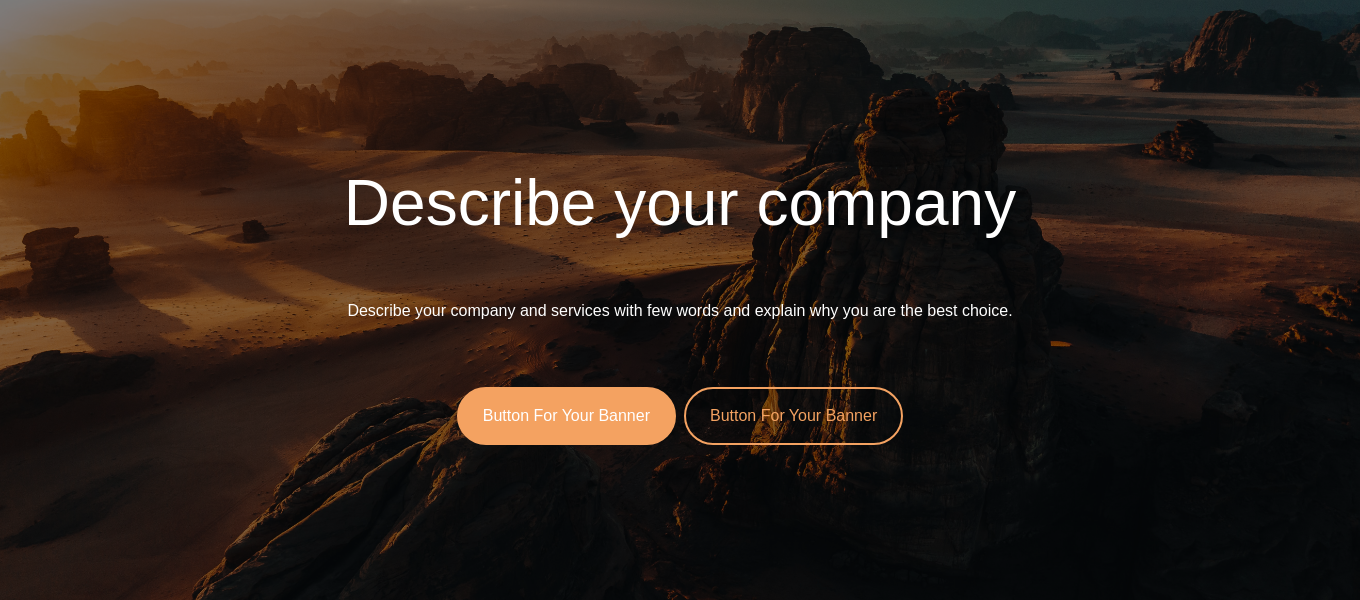 Describe your company
Describe your company and services with few words and explain why you are the best choice.
Button For Your Banner
Button For Your Banner